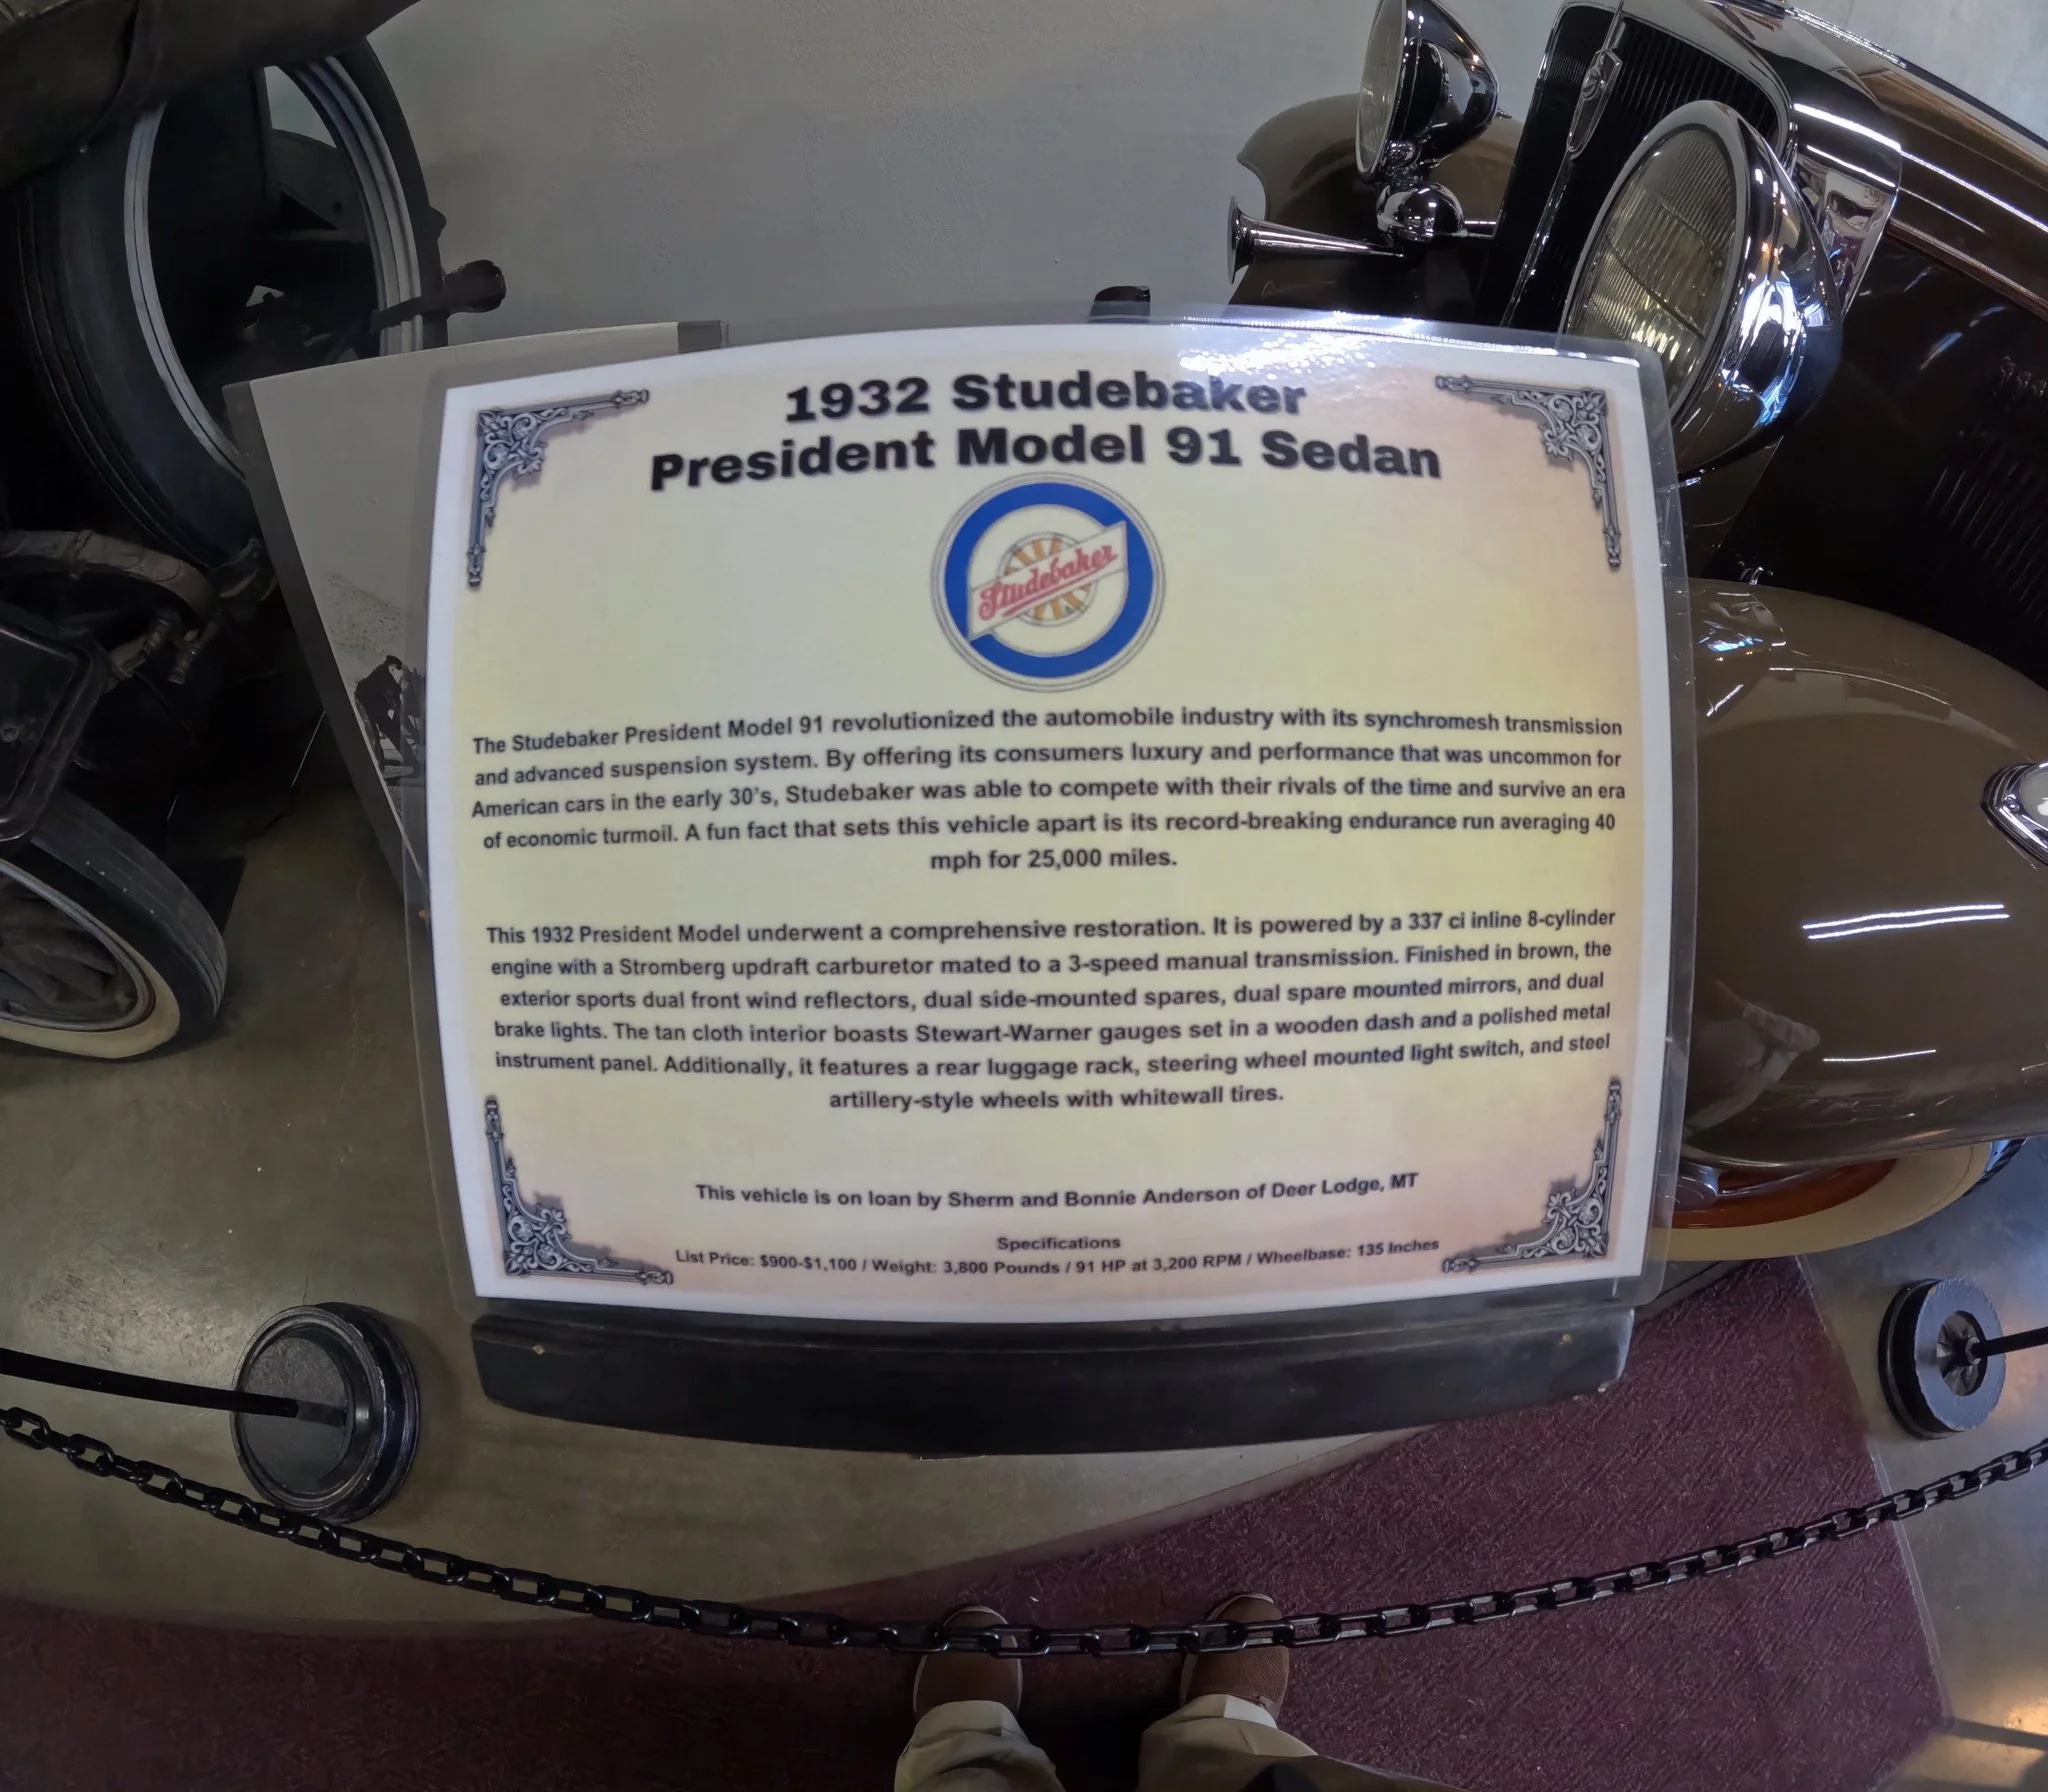 1932 Studebaker
President Model 91 Sedan
Studebaker
The Studebaker President Model 91 revolutionized the automobile industry with its synchromesh transmission
and advanced suspension system. By offering its consumers luxury and performance that was uncommon for
American cars in the early 30's, Studebaker was able to compete with their rivals of the time and survive an era
of economic turmoil. A fun fact that sets this vehicle apart is its record-breaking endurance run averaging 40
mph for 25,000 miles.
This 1932 President Model underwent a comprehensive restoration. It is powered by a 337 ci inline 8-cylinder
engine with a Stromberg updraft carburetor mated to a 3-speed manual transmission. Finished in brown, the
exterior sports dual front wind reflectors, dual side-mounted spares, dual spare mounted mirrors, and dual
brake lights. The tan cloth interior boasts Stewart-Warner gauges set in a wooden dash and a polished metal
instrument panel. Additionally, it features a rear luggage rack, steering wheel mounted light switch, and steel
artillery-style wheels with whitewall tires.
This vehicle is on loan by Sherm and Bonnie Anderson of Deer Lodge, MT
Specifications
List Price: $900-$1,100 / Weight: 3,800 Pounds / 91 HP at 3,200 RPM / Wheelbase: 135 Inches